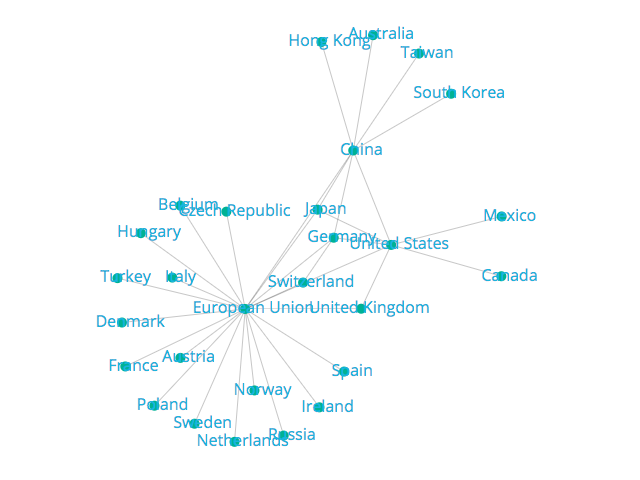 Australia
Hong Kong
Taiwan
South Korea
China
Belgium
Czech Republic
Japan
Mexico
Hungary
Germany
United States
Turkey
Italy
Switzerland
Canada
European Union
United Kingdom
Denmark
Austria
France
Spain
Norway
Poland
Ireland
Sweden
Russia
Netherlands